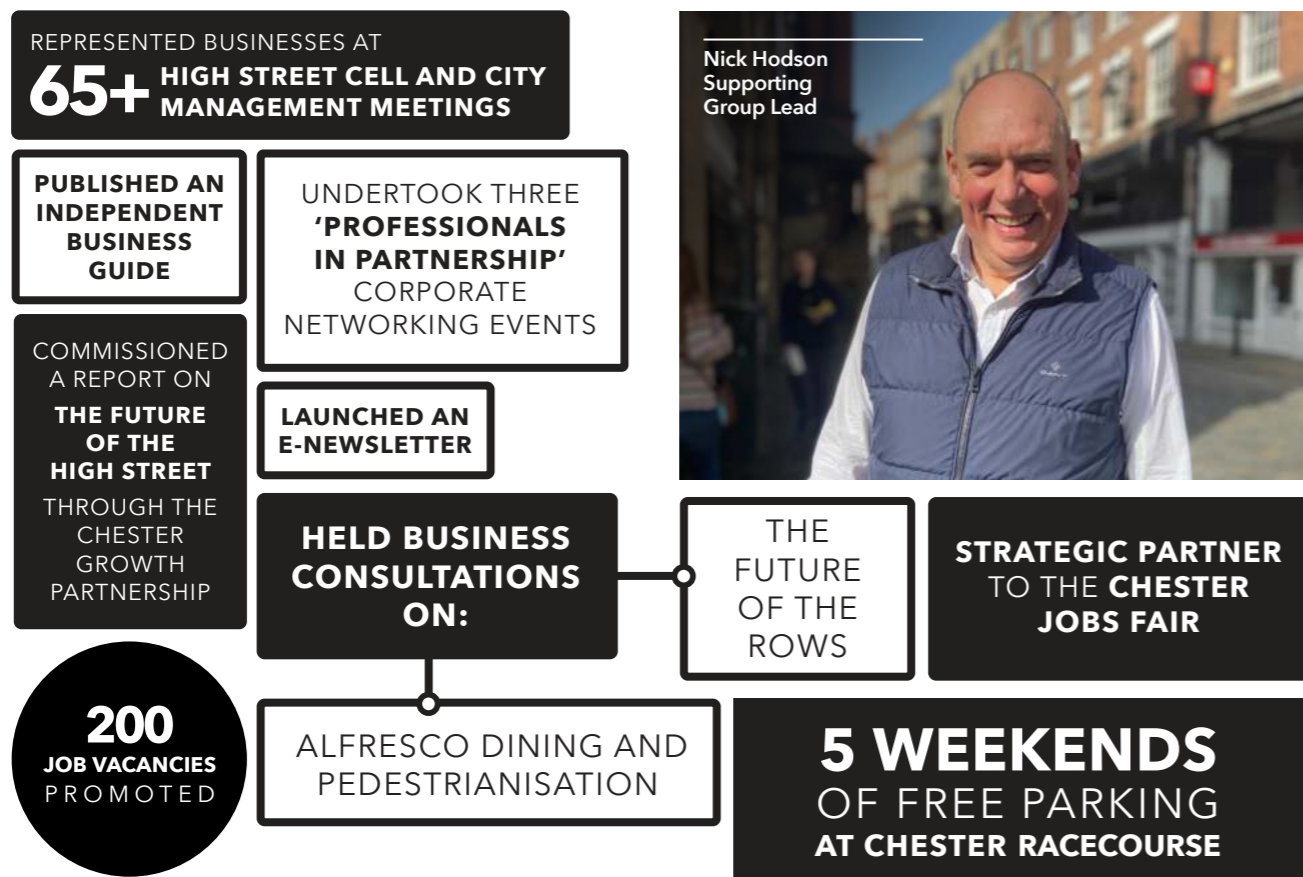 REPRESENTED BUSINESSES AT
65+ HIGH STREET CELL AND CITY
MANAGEMENT MEETINGS
Nick Hodson
Supporting
Group Lead
PUBLISHED AN
INDEPENDENT
BUSINESS
GUIDE
UNDERTOOK THREE
‘PROFESSIONALS
IN PARTNERSHIP’
CORPORATE
NETWORKING EVENTS
COMMISSIONED
A REPORT ON
THE FUTURE
OF THE
HIGH STREET
THROUGH THE
CHESTER
GROWTH
PARTNERSHIP
LAUNCHED AN
E-NEWSLETTER
HELD BUSINESS
CONSULTATIONS
ON:
THE
FUTURE
OF THE
ROWS
STRATEGIC PARTNER
TO THE CHESTER
JOBS FAIR
200
JOB VACANCIES
PROMOTED
ALFRESCO DINING AND
PEDESTRIANISATION
5 WEEKENDS
OF FREE PARKING
AT CHESTER RACECOURSE